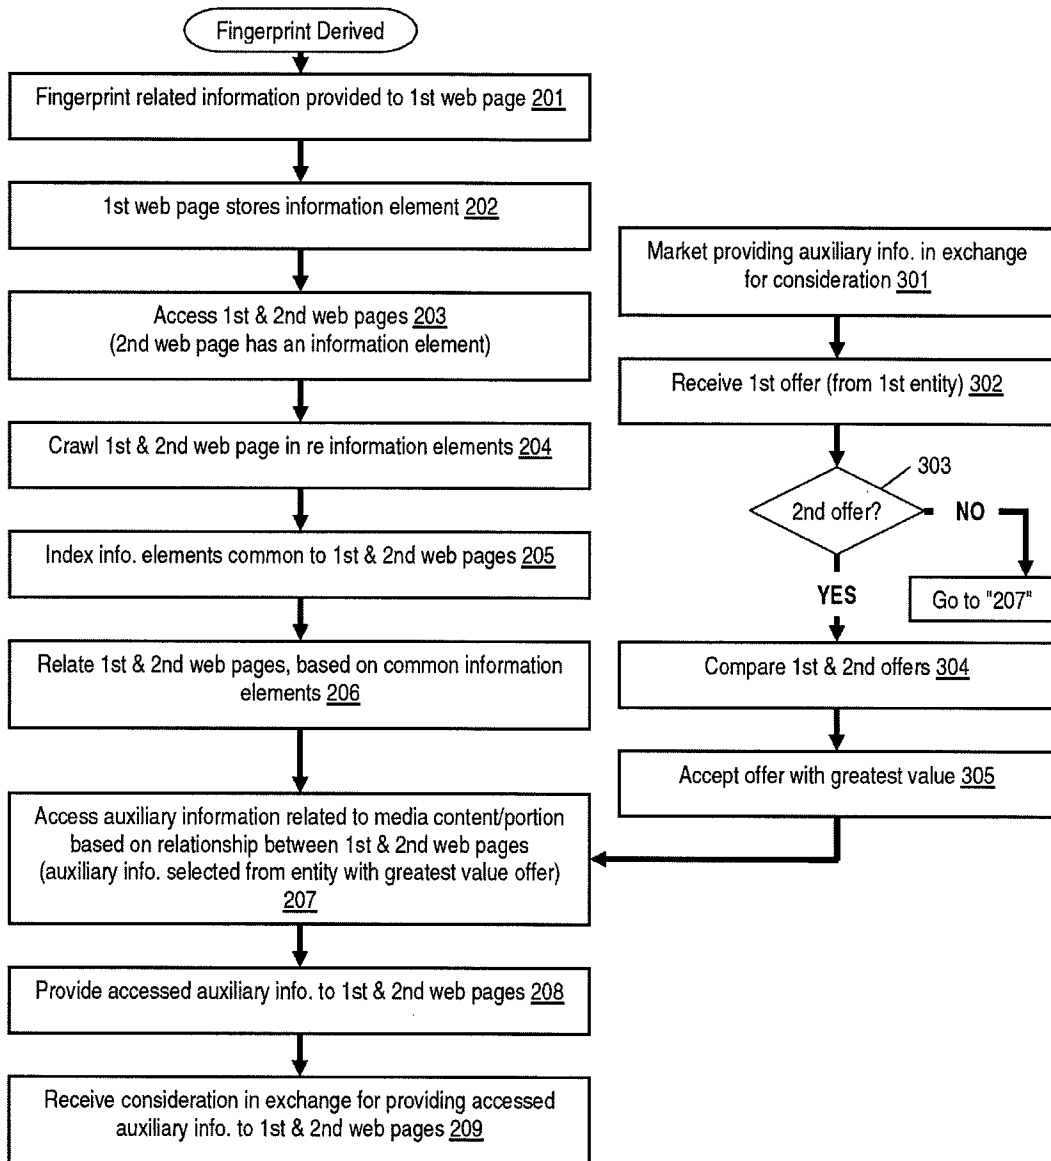 Fingerprint Derived
Fingerprint related information provided to 1st web page 201
1st web page stores information element 202
Access 1st & 2nd web pages 203
(2nd web page has an information element)
Crawl 1st & 2nd web page in re information elements 204
Index info. elements common to 1st & 2nd web pages 205
Relate 1st & 2nd web pages, based on common information
elements 206
Access auxiliary information related to media content/portion
based on relationship between 1st & 2nd web pages
(auxiliary info. selected from entity with greatest value offer)
207
Provide accessed auxiliary info. to 1st & 2nd web pages 208
Receive consideration in exchange for providing accessed
auxiliary info. to 1st & 2nd web pages 209
Market providing auxiliary info. in exchange
for consideration 301
Receive 1st offer (from 1st entity) 302
303
2nd offer?
NO
YES
Go to "207"
Compare 1st & 2nd offers 304
Accept offer with greatest value 305